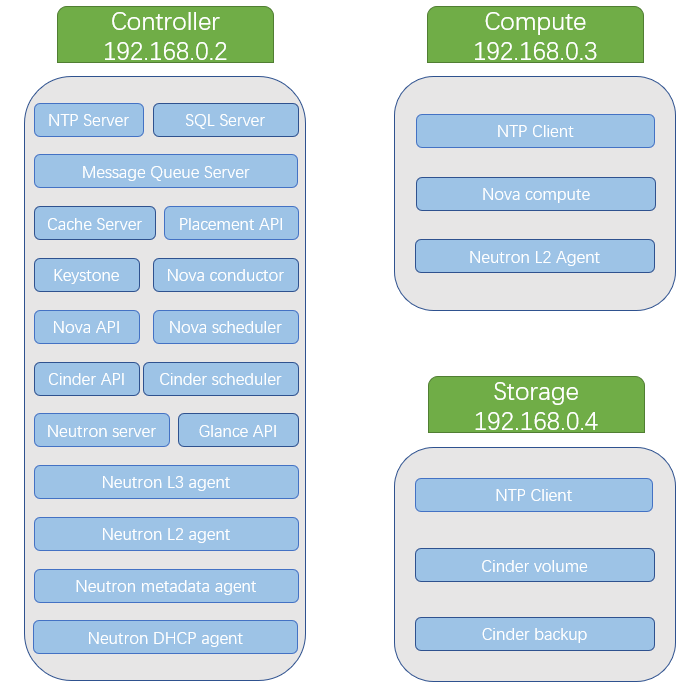 Controller
192.168.0.2
NTP Server
SQL Server
Message Queue Server
Cache Server
Placement API
Keystone
Nova conductor
Nova API
Nova scheduler
Cinder API
Cinder scheduler
Neutron server
Glance API
Neutron L3 agent
Neutron L2 agent
Neutron metadata agent
Neutron DHCP agent
Compute
192.168.0.3
NTP Client
Nova compute
Neutron L2 Agent
Storage
192.168.0.4
NTP Client
Cinder volume
Cinder backup